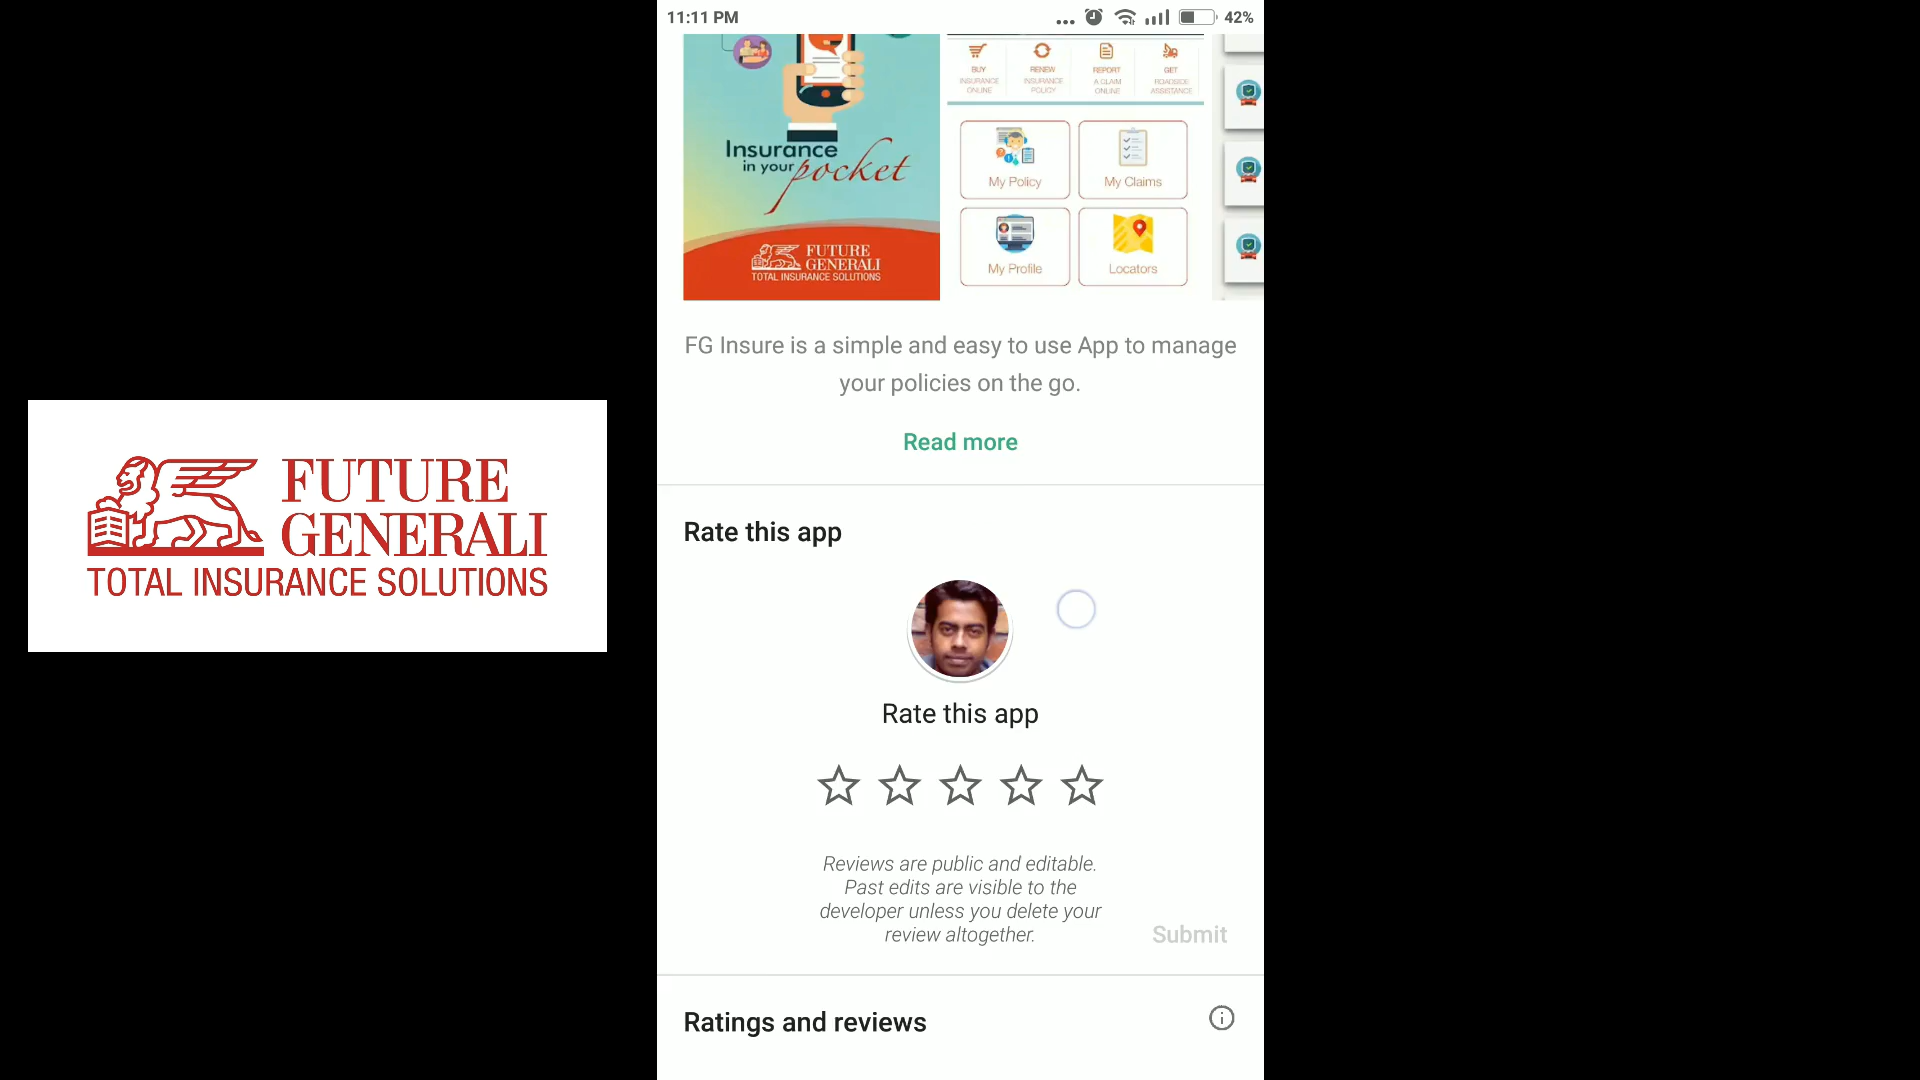 11:11 PM
42%
Insurance
in your pocket
FUTURE
GENERALI
TOTAL INSURANCE SOLUTIONS
BUY
INSURANCE
ONLINE
RENEW
INSURANCE
POLICY
REPORT
A CLAIM
ONLINE
GET
ROADSIDE
ASSISTANCE
My Policy
My Claims
My Profile
Locators
FG Insure is a simple and easy to use App to manage
your policies on the go.
Read more
FUTURE
GENERALI
TOTAL INSURANCE SOLUTIONS
Rate this app
Rate this app
Reviews are public and editable.
Past edits are visible to the
developer unless you delete your
review altogether.
Submit
Ratings and reviews